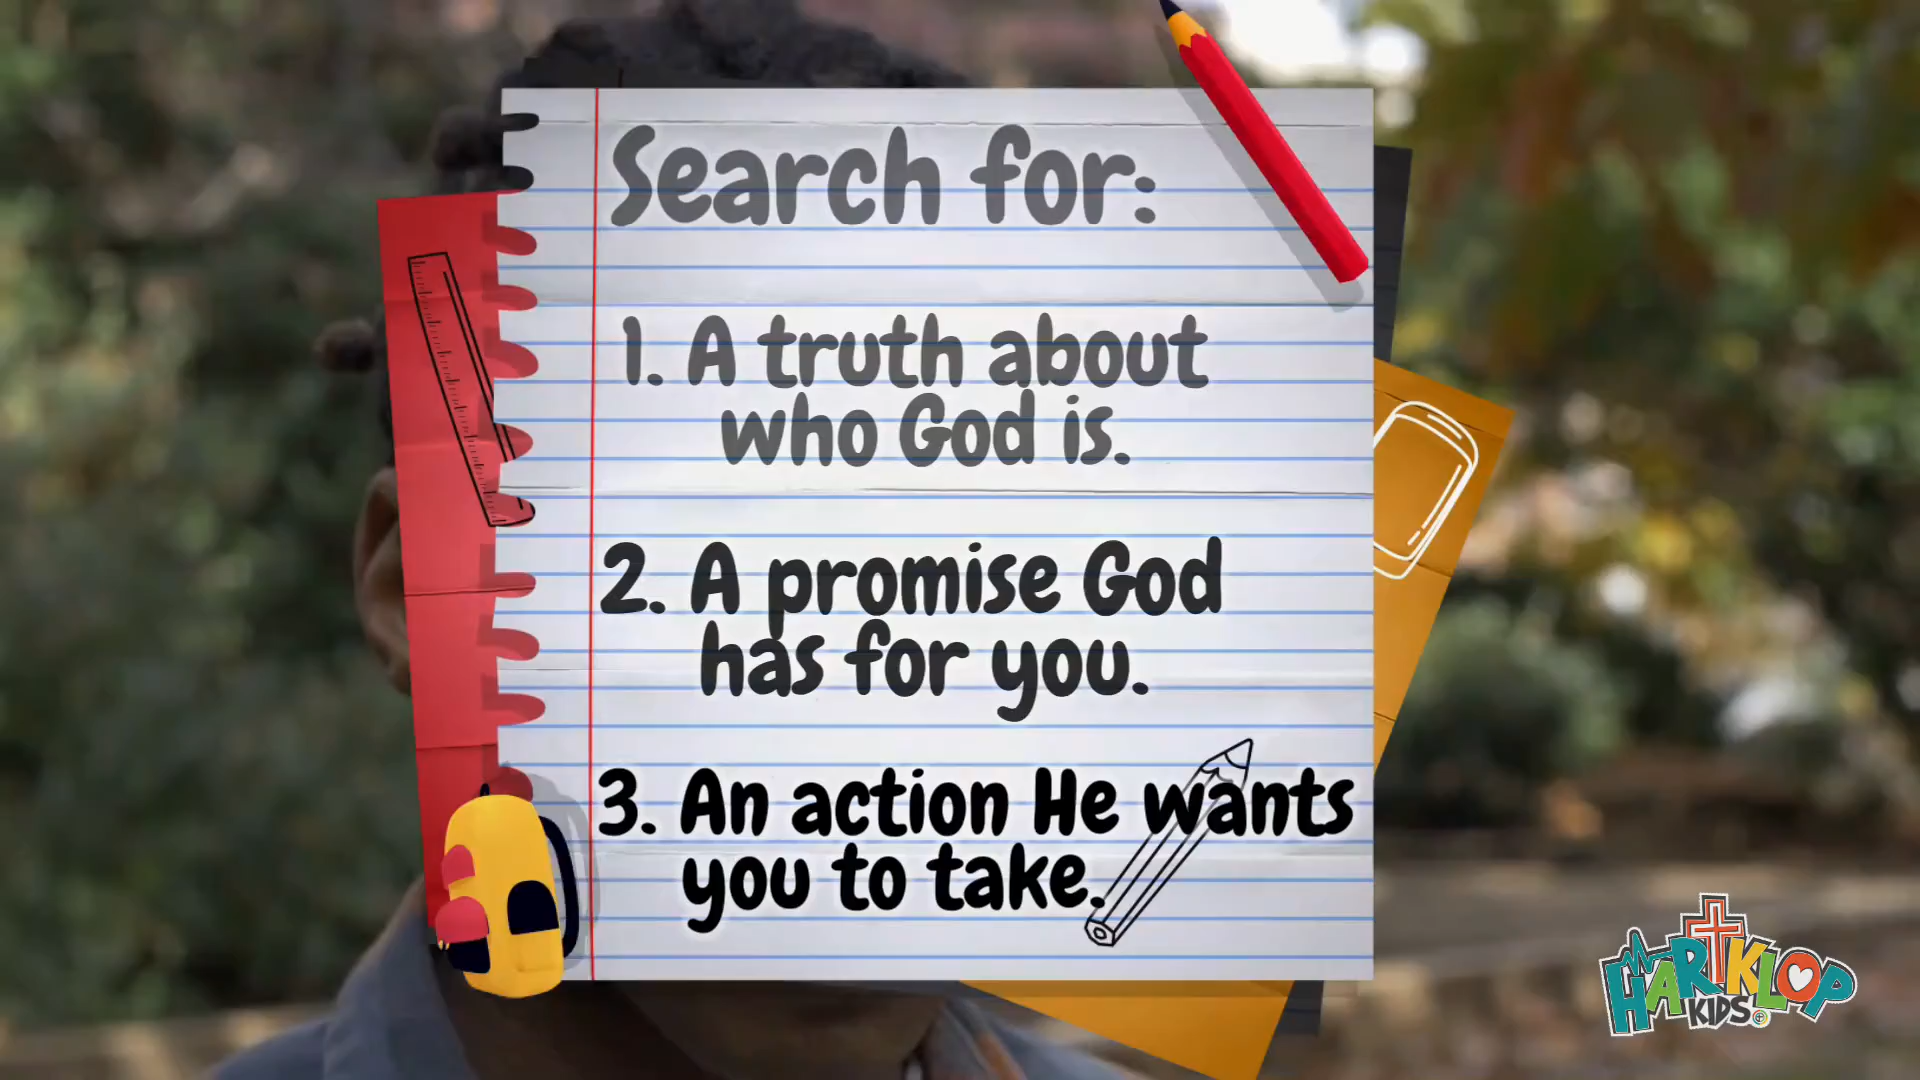 Search for:
1. A truth about
who God is.
2. A promise God
has for you.
3. An action He wants
you to take.
HARTKLOP
KIDS